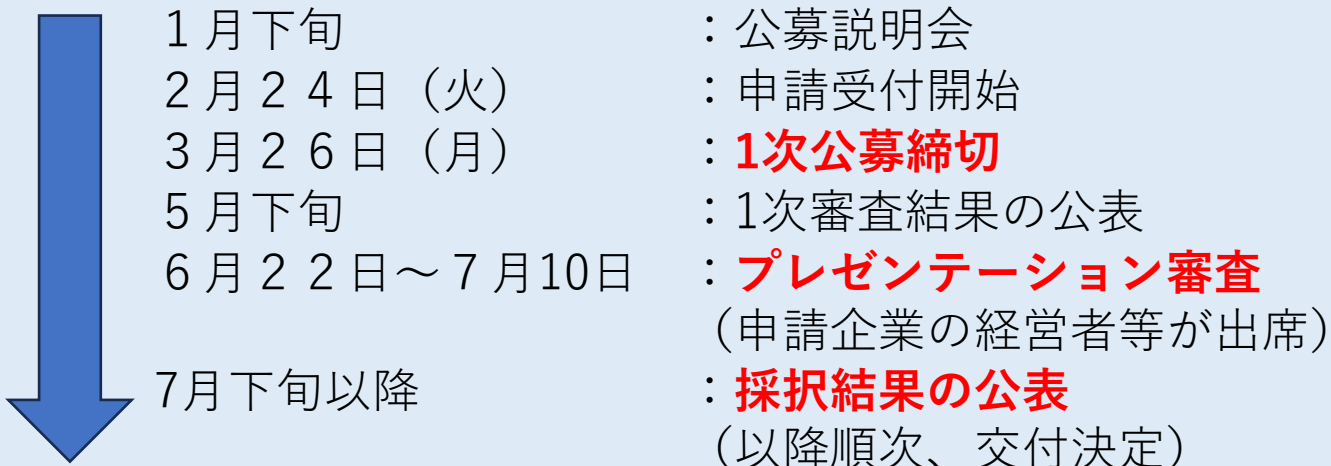 １月下旬 ：公募説明会
２月２４日（火） ：申請受付開始
３月２６日（月） ：1次公募締切
５月下旬 ：1次審査結果の公表
６月２２日～７月10日 ：プレゼンテーション審査
（申請企業の経営者等が出席）
7月下旬以降 ：採択結果の公表
（以降順次、交付決定）